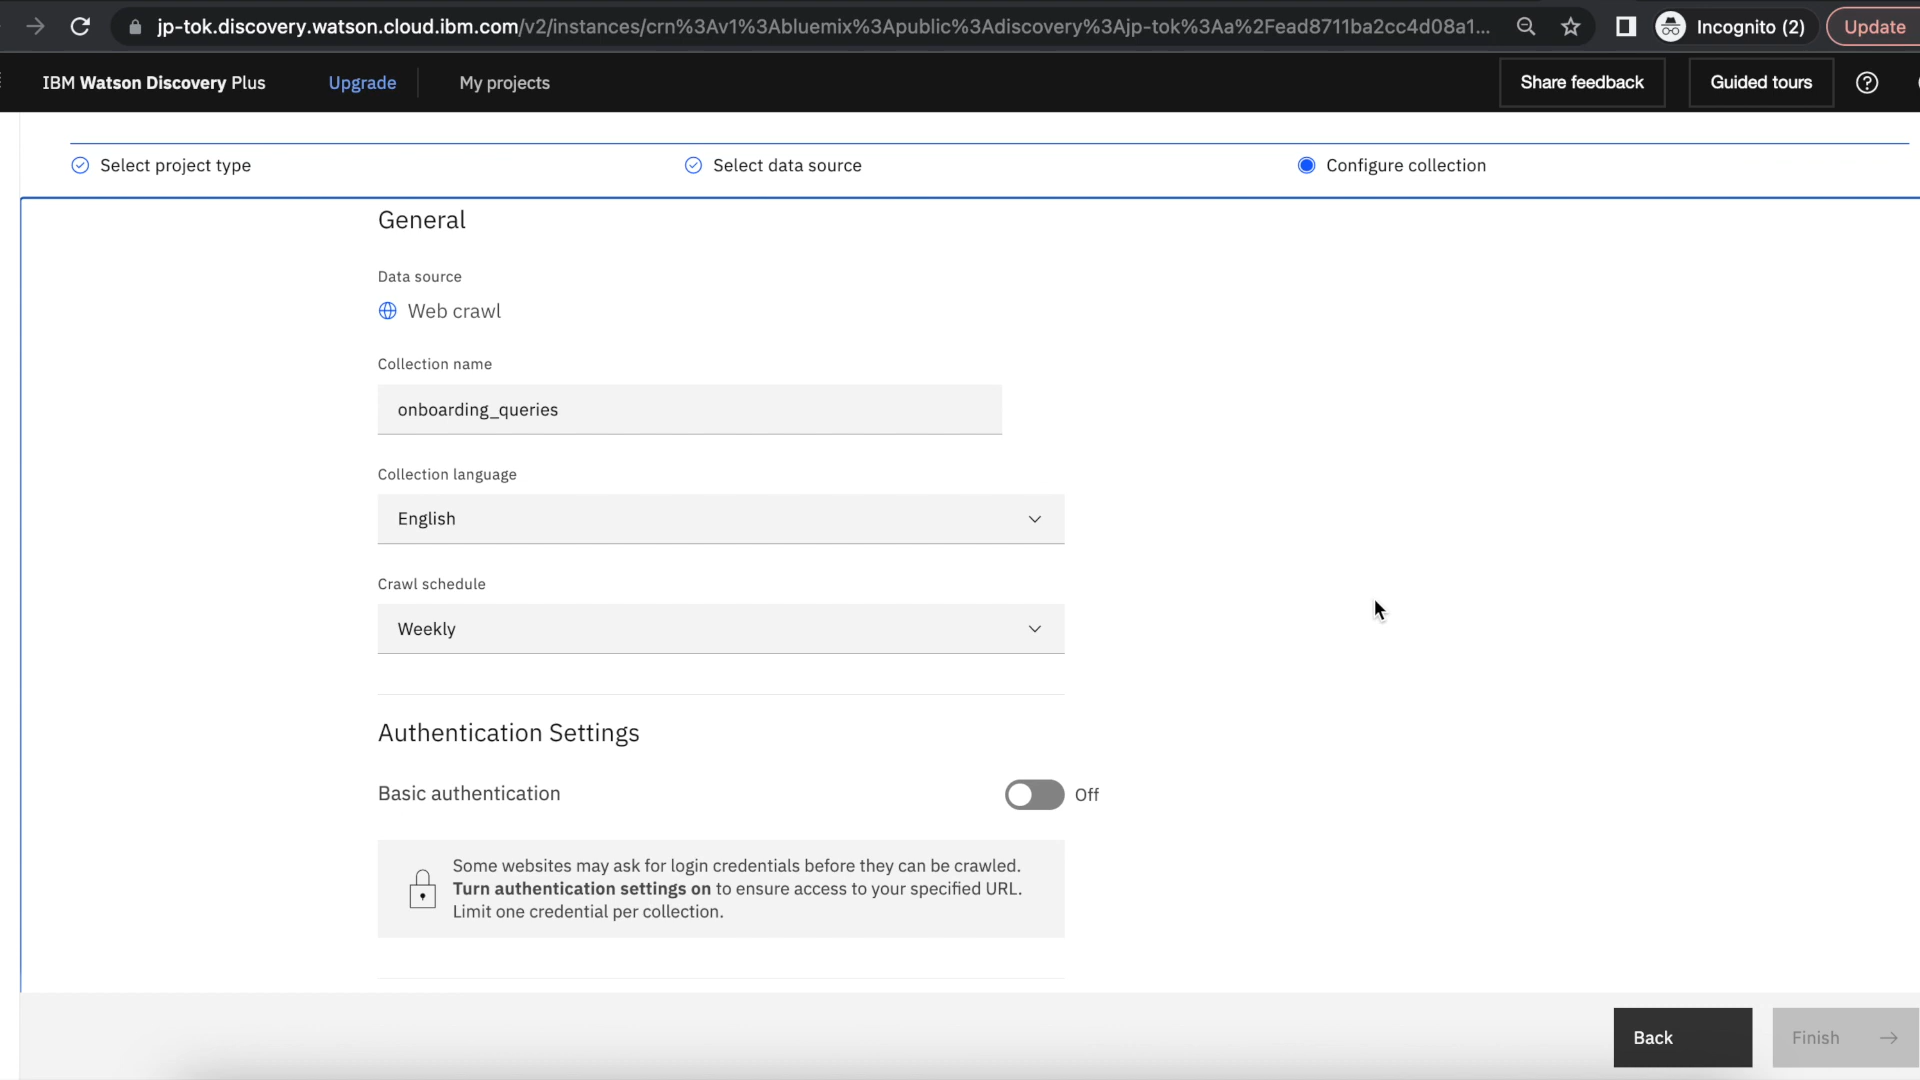 jp-tok.discovery.watson.cloud.ibm.com/v2/instances/crn%3Av1%3Abluemix%3Apublic%3Adiscovery%3Ajp-tok%3Aa%2Fead8711ba2cc4d08a1... Incognito (2) Update
IBM Watson Discovery Plus Upgrade My projects Share feedback Guided tours
Select project type Select data source Configure collection
General
Data source
Web crawl
Collection name
onboarding_queries
Collection language
English
Crawl schedule
Weekly
Authentication Settings
Basic authentication Off
Some websites may ask for login credentials before they can be crawled.
Turn authentication settings on to ensure access to your specified URL.
Limit one credential per collection.
Back Finish